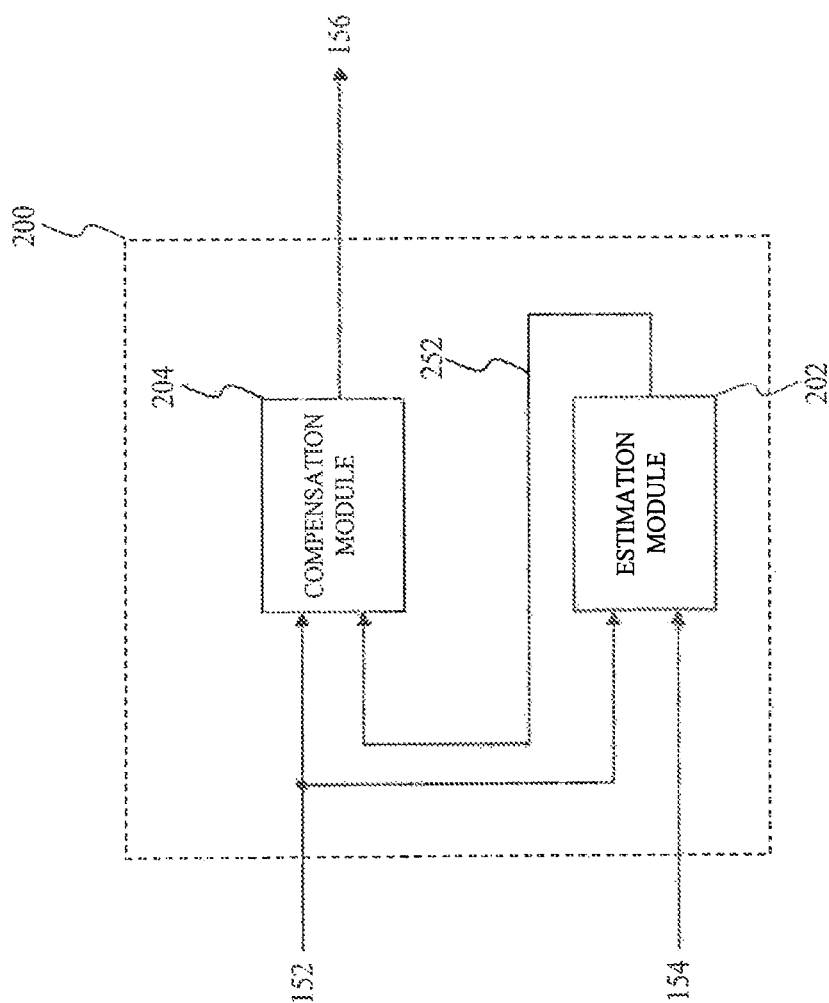 200
204
COMPENSATION
MODULE
156
252
152
ESTIMATION
MODULE
202
154